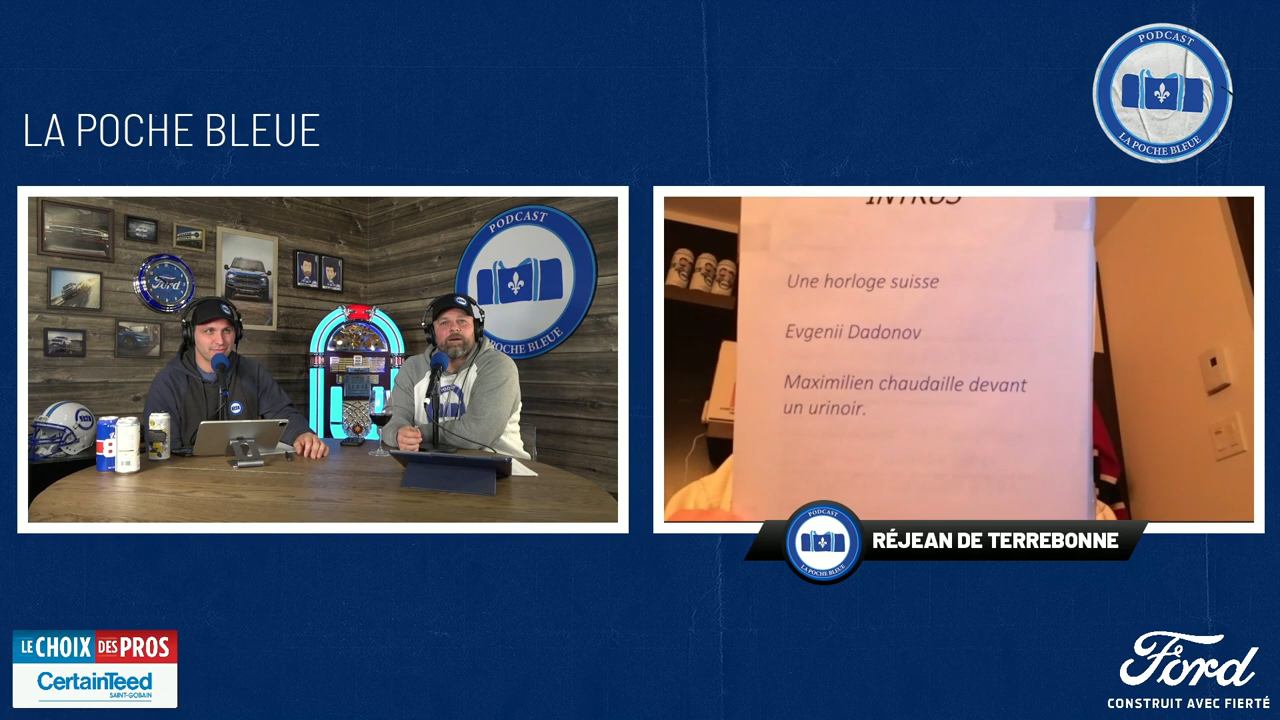 PODCAST
LA POCHE BLEUE
LA POCHE BLEUE
PODCAST
POCHE BLEUE
Ford
INTRUS
Une horloge suisse
Evgenii Dadonov
Maximilien chaudaille devant
un urinoir.
PODCAST
LA POCHE BLEUE
RÉJEAN DE TERREBONNE
LE CHOIX DES PROS
CertainTeed
SAINT-GOBAIN
Ford
CONSTRUIT AVEC FIERTÉ